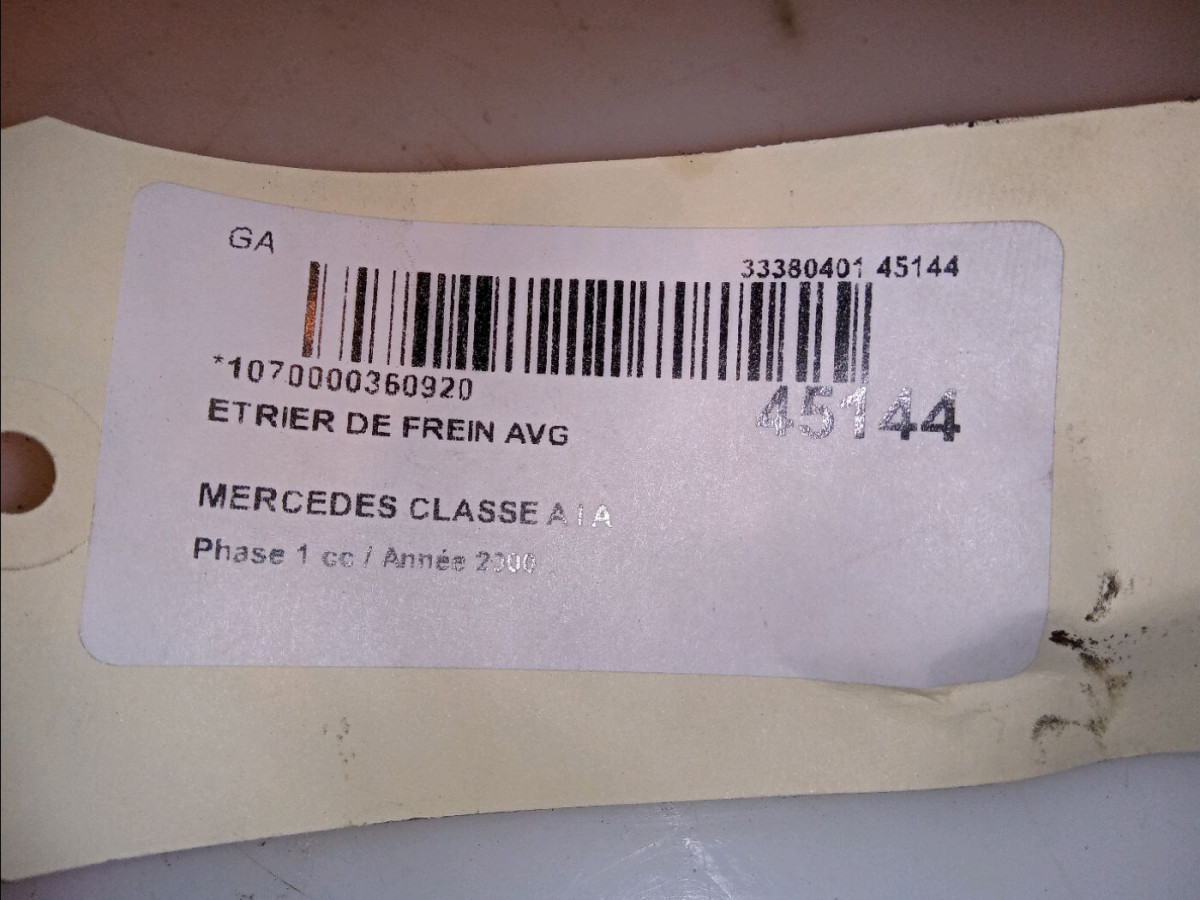 GA
33380401 45144
*1070000360920
45144
ETRIER DE FREIN AVG
MERCEDES CLASSE A I A
Phase 1 cc / Année 2000